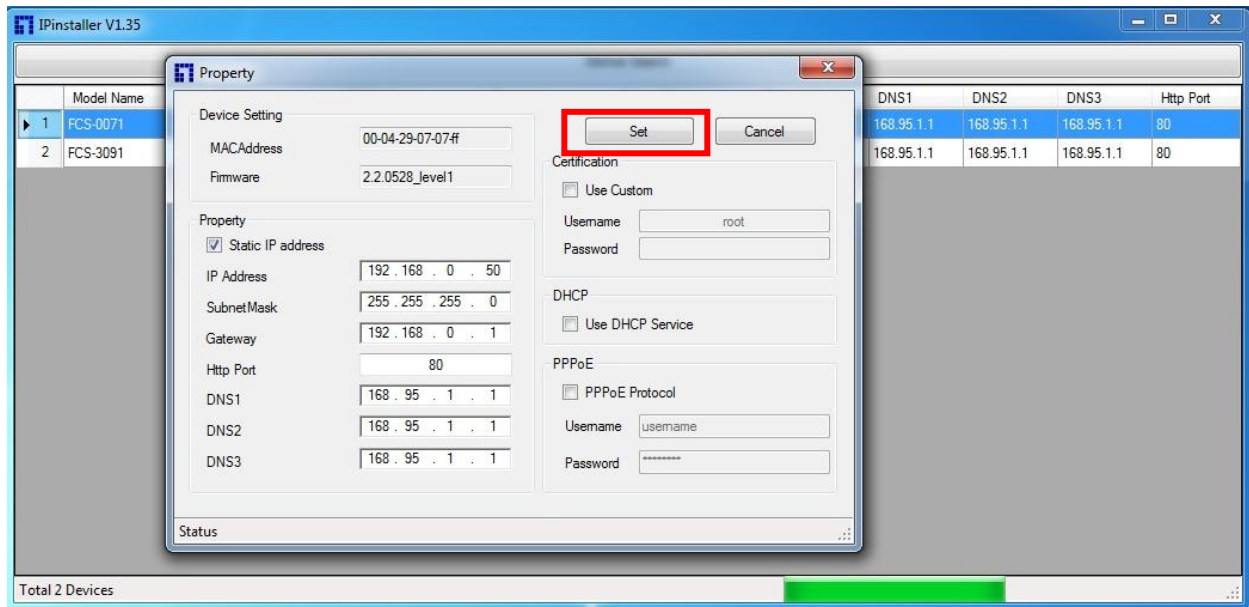 IPinstaller V1.35
Property
Model Name DNS1 DNS2 DNS3 Http Port
1 FCS-0071 168.95.1.1 168.95.1.1 168.95.1.1 80
2 FCS-3091 168.95.1.1 168.95.1.1 168.95.1.1 80
Device Setting
MACAddress 00-04-29-07-07-ff
Firmware 2.2.0528_level1
Property
Static IP address
IP Address 192 . 168 . 0 . 50
SubnetMask 255 . 255 . 255 . 0
Gateway 192 . 168 . 0 . 1
Http Port 80
DNS1 168 . 95 . 1 . 1
DNS2 168 . 95 . 1 . 1
DNS3 168 . 95 . 1 . 1
Set Cancel
Certification
Use Custom
Username root
Password
DHCP
Use DHCP Service
PPPoE
PPPoE Protocol
Username username
Password ********
Status
Total 2 Devices